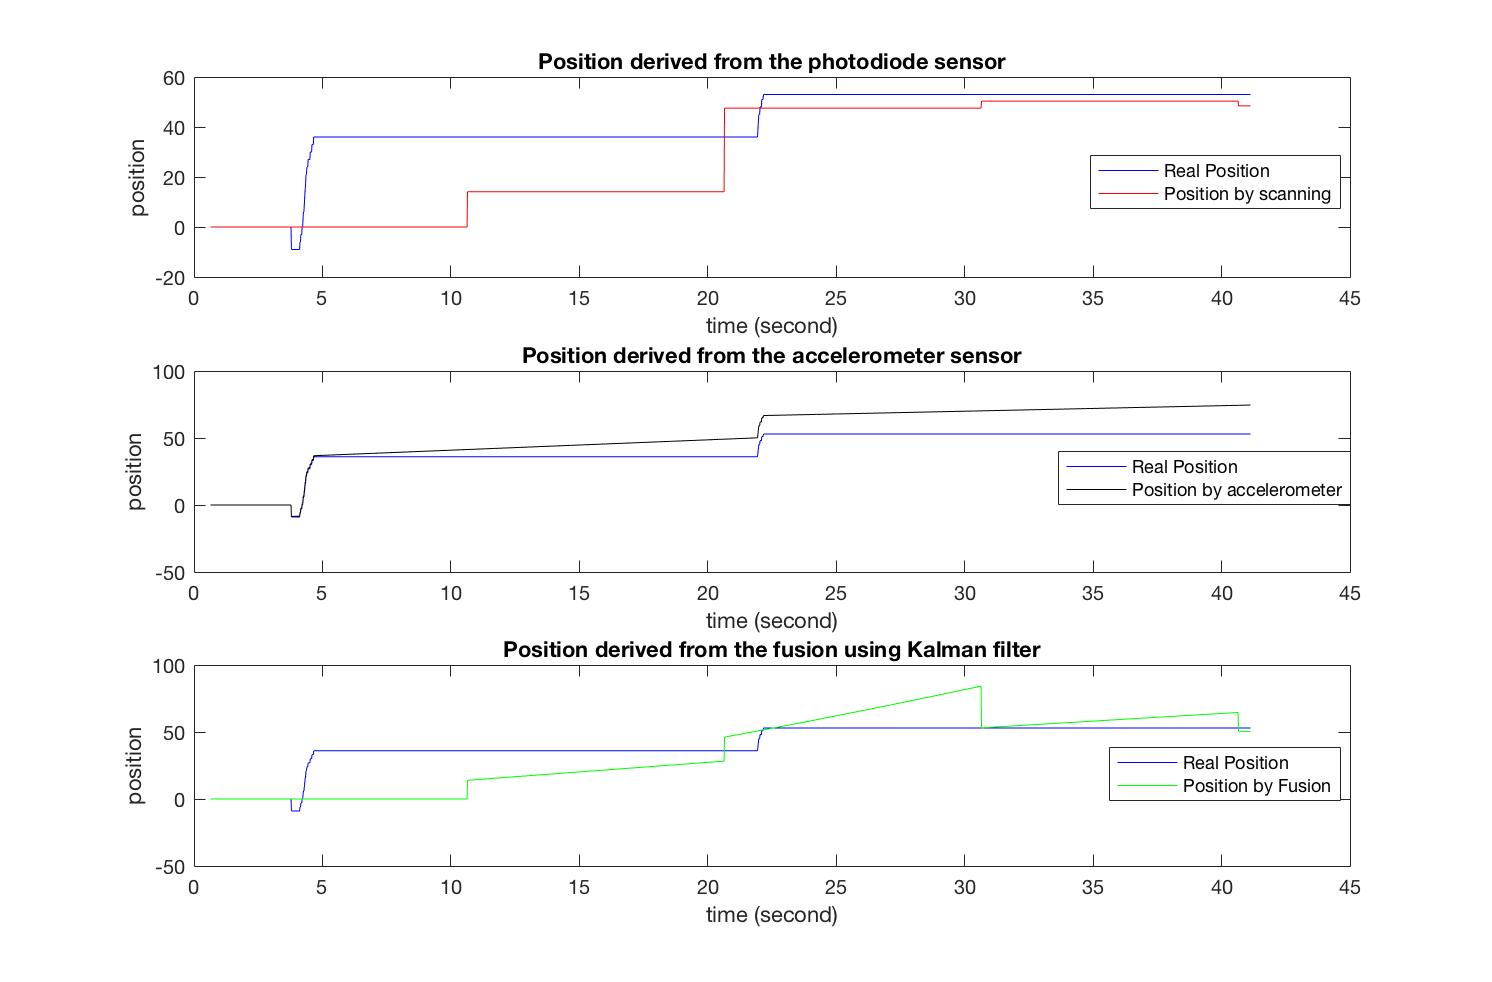 Position derived from the photodiode sensor
60
40
20
0
-20
position
Real Position
Position by scanning
0 5 10 15 20 25 30 35 40 45
time (second)
Position derived from the accelerometer sensor
100
50
0
-50
position
Real Position
Position by accelerometer
0 5 10 15 20 25 30 35 40 45
time (second)
Position derived from the fusion using Kalman filter
100
50
0
-50
position
Real Position
Position by Fusion
0 5 10 15 20 25 30 35 40 45
time (second)